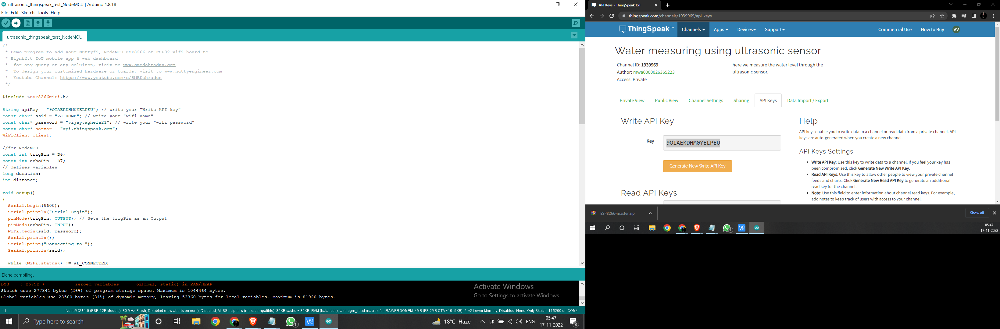 ultrasonic_thingspeak_test_NodeMCU | Arduino 1.8.18
File Edit Sketch Tools Help
ultrasonic_thingspeak_test_NodeMCU
/*
* Demo program to add your Nuttyfi, NodeMCU ESP8266 or ESP32 wifi board to
* Blynk2.0 IoT mobile app & web dashboard
* for any query or any soluiton, visit to www.smedehradun.com
* To design your customized hardware or boards, visit to www.nuttyengineer.com
* Youtube Channel: https://www.youtube.com/c/SMEDehradun
*/
#include <ESP8266WiFi.h>
String apiKey = "9OIAEKDHM0YELPEU"; // write your "Write API key"
const char* ssid = "VJ HOME"; // write your "wifi name"
const char* password = "vijayvaghela21"; // write your "wifi password"
const char* server = "api.thingspeak.com";
WiFiClient client;
//for NodeMCU
const int trigPin = D6;
const int echoPin = D7;
// defines variables
long duration;
int distance;
void setup()
{
Serial.begin(9600);
Serial.println("Serial Begin");
pinMode(trigPin, OUTPUT); // Sets the trigPin as an Output
pinMode(echoPin, INPUT);
WiFi.begin(ssid, password);
Serial.println();
Serial.print("Connecting to ");
Serial.println(ssid);
while (WiFi.status() != WL_CONNECTED)
Done compiling.
BSS : 25792 ) - zeroed variables (global, static) in RAM/HEAP
Sketch uses 277341 bytes (26%) of program storage space. Maximum is 1044464 bytes.
Global variables use 28560 bytes (34%) of dynamic memory, leaving 53360 bytes for local variables. Maximum is 81920 bytes.
Activate Windows
Go to Settings to activate Windows.
11 NodeMCU 1.0 (ESP-12E Module), 80 MHz, Flash, Disabled (new aborts on oom), Disabled, All SSL ciphers (most compatible), 32KB cache + 32KB IRAM (balanced), Use pgm_read macros for IRAM/PROGMEM, 4MB (FS:2MB OTA:~1019KB), 2, v2 Lower Memory, Disabled, None, Only Sketch, 115200 on COM4
Type here to search
1
18°C Haze
ENG
05:47
17-11-2022
3
API Keys - ThingSpeak IoT
thingspeak.com/channels/1939969/api_keys
ThingSpeak™ Channels Apps Devices Support Commercial Use How to Buy VV
Water measuring using ultrasonic sensor
Channel ID: 1939969
Author: mwa0000026365223
Access: Private
here we measure the water level through the
ultrasonic sensor.
Private View Public View Channel Settings Sharing API Keys Data Import / Export
Write API Key
Key 9OIAEKDHM0YELPEU
Generate New Write API Key
Read API Keys
Help
API keys enable you to write data to a channel or read data from a private channel. API
keys are auto-generated when you create a new channel.
API Keys Settings
• Write API Key: Use this key to write data to a channel. If you feel your key has
been compromised, click Generate New Write API Key.
• Read API Keys: Use this key to allow other people to view your private channel
feeds and charts. Click Generate New Read API Key to generate an additional
read key for the channel.
• Note: Use this field to enter information about channel read keys. For example,
add notes to keep track of users with access to your channel.
ESP8266-master.zip
Show all
1
05:47
17-11-2022